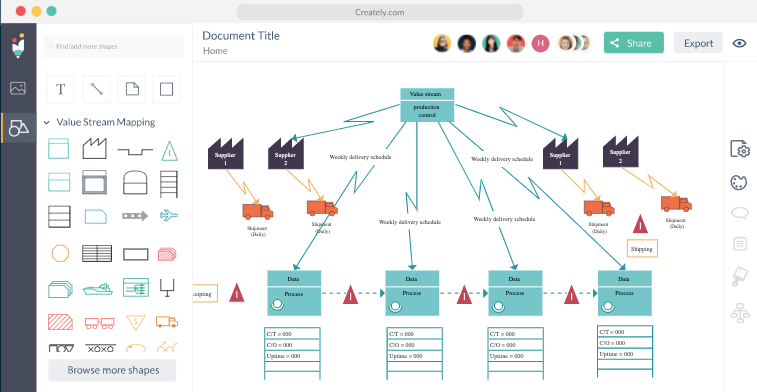 Creately.com
Document Title
Home
H
Share
Export
Find/add more shapes
T
Value Stream Mapping
Browse more shapes
Value stream
production
control
Supplier
1
Supplier
2
Supplier
1
Supplier
2
Weekly delivery schedule
Weekly delivery schedule
Weekly delivery schedule
Weekly delivery schedule
Shipment
(Daily)
Shipment
(Daily)
Shipment
(Daily)
Shipment
(Daily)
I
Shipping
eipting
I
Data
Process
I
Data
Process
I
Data
Process
I
Data
Process
C/T = 000
C/O = 000
Uptime = 000
C/T = 000
C/O = 000
Uptime = 000
C/T = 000
C/O = 000
Uptime = 000
C/T = 000
C/O = 000
Uptime = 000